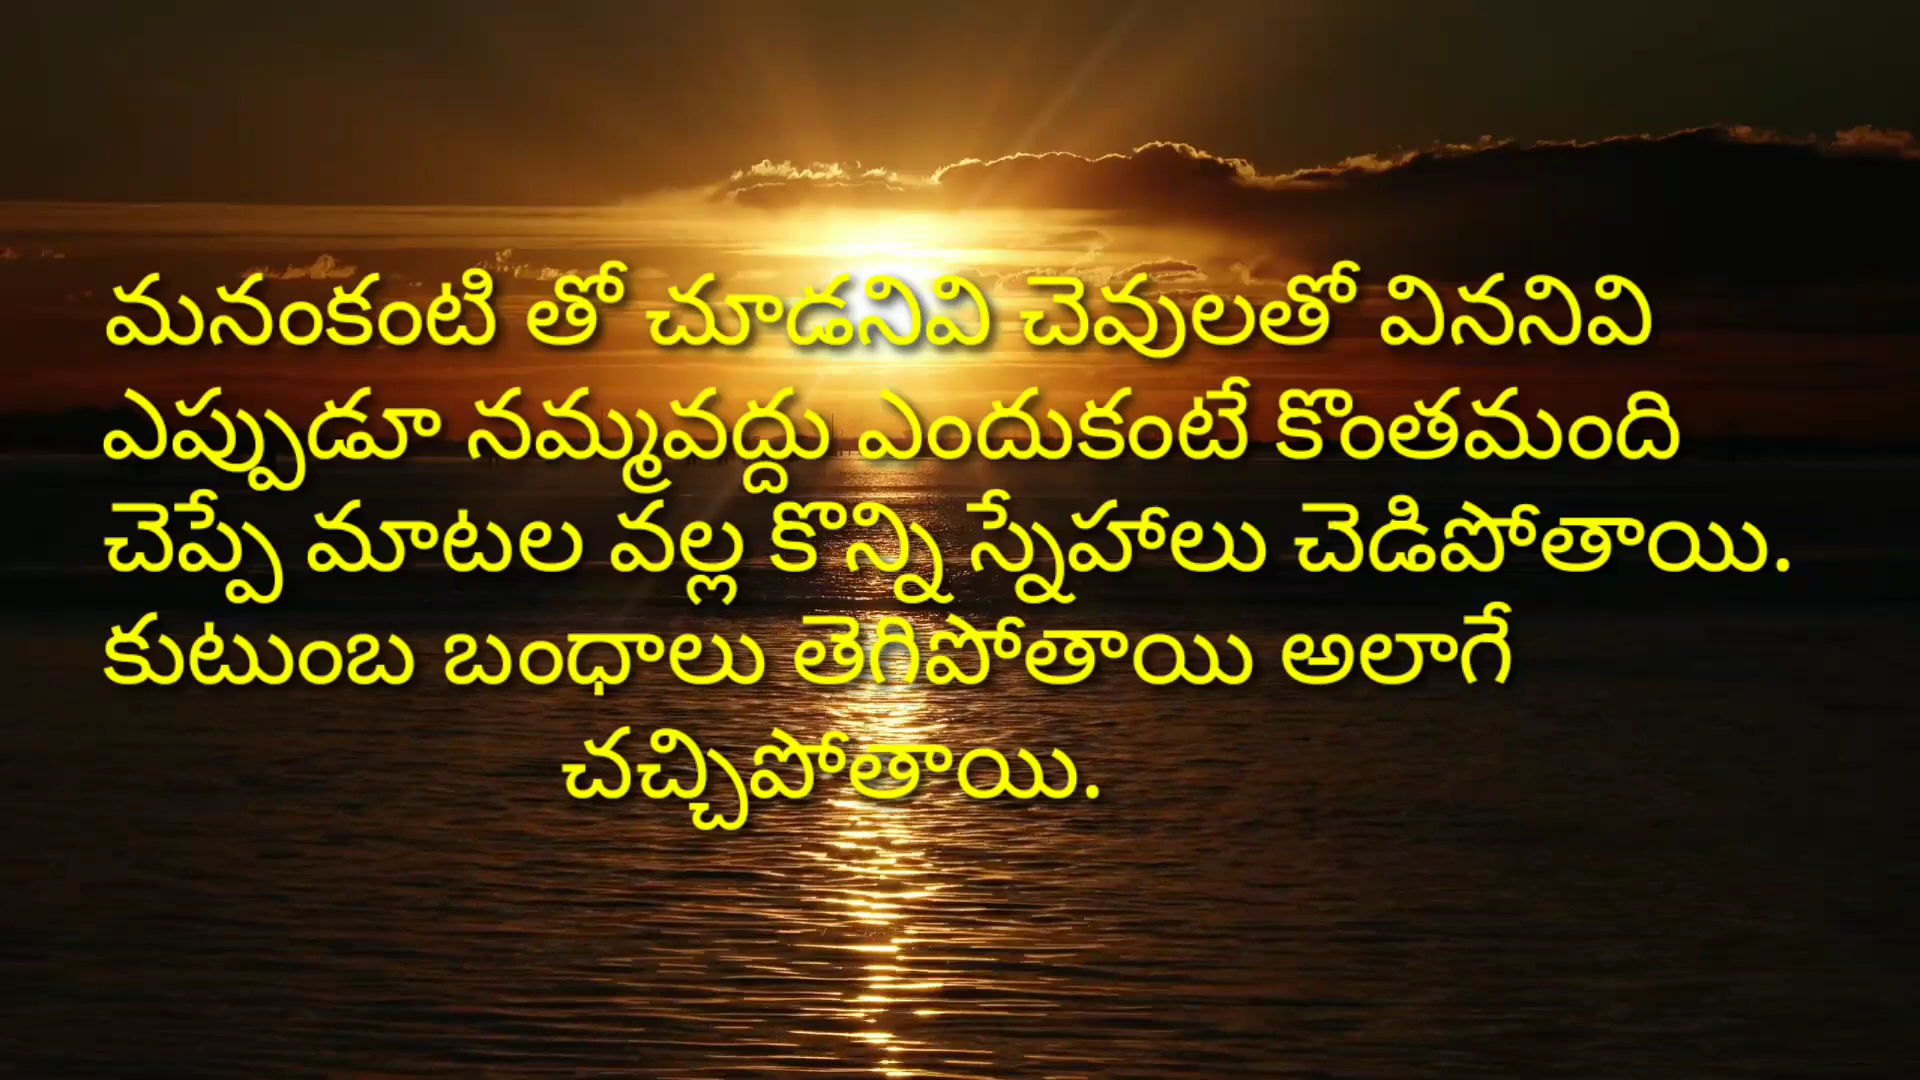 మనంకంటి తో చూడనివి చెవులతో విననివి
ఎప్పుడూ నమ్మవద్దు ఎందుకంటే కొంతమంది
చెప్పే మాటల వల్ల కొన్ని స్నేహాలు చెడిపోతాయి.
కుటుంబ బంధాలు తెగిపోతాయి అలాగే
చచ్చిపోతాయి.